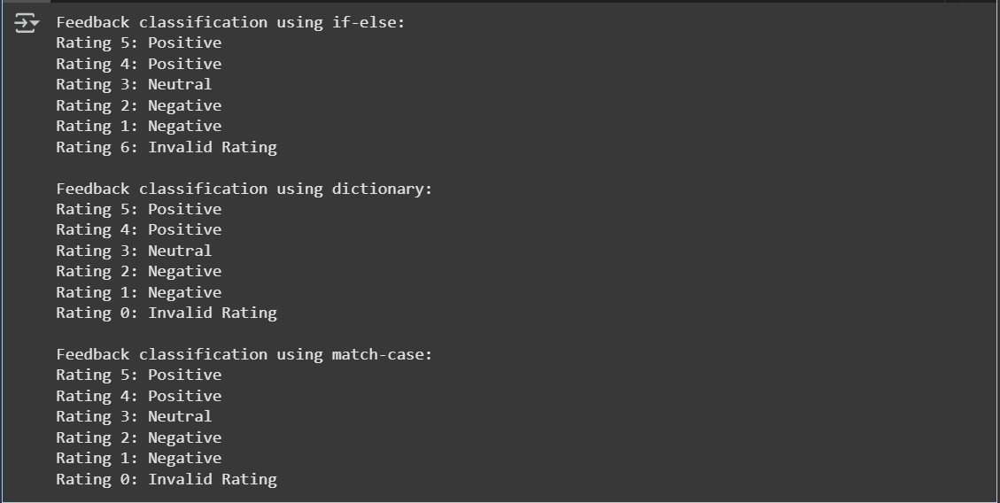 Feedback classification using if-else:
Rating 5: Positive
Rating 4: Positive
Rating 3: Neutral
Rating 2: Negative
Rating 1: Negative
Rating 6: Invalid Rating

Feedback classification using dictionary:
Rating 5: Positive
Rating 4: Positive
Rating 3: Neutral
Rating 2: Negative
Rating 1: Negative
Rating 0: Invalid Rating

Feedback classification using match-case:
Rating 5: Positive
Rating 4: Positive
Rating 3: Neutral
Rating 2: Negative
Rating 1: Negative
Rating 0: Invalid Rating